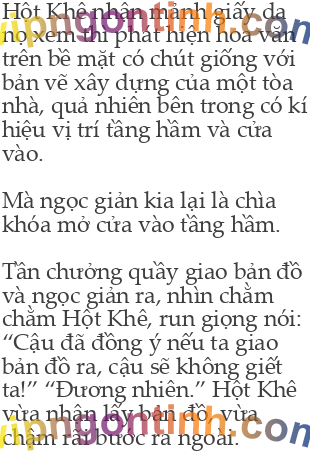 Hột Khê nhận mảnh giấy da
nọ xem thì phát hiện hoa văn
trên bề mặt có chút giống với
bản vẽ xây dựng của một tòa
nhà, quả nhiên bên trong có kí
hiệu vị trí tầng hầm và cửa
vào.
Mà ngọc giản kia lại là chìa
khóa mở cửa vào tầng hầm.
Tần chưởng quầy giao bản đồ
và ngọc giản ra, nhìn chằm
chằm Hột Khê, run giọng nói:
“Cậu đã đồng ý nếu ta giao
bản đồ ra, cậu sẽ không giết
ta!” “Đương nhiên.” Hột Khê
vừa nhận lấy bản đồ, vừa
chậm rãi bước ra ngoài.
vipngontinh.com
vipngontinh.com